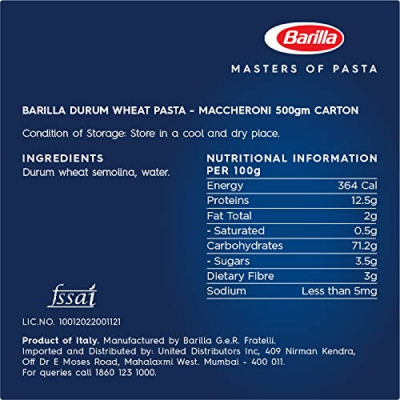 Barilla
MASTERS OF PASTA
BARILLA DURUM WHEAT PASTA - MACCHERONI 500gm CARTON
Condition of Storage: Store in a cool and dry place.
INGREDIENTS
Durum wheat semolina, water.
NUTRITIONAL INFORMATION
PER 100g
Energy 364 Cal
Proteins 12.5g
Fat Total 2g
- Saturated 0.5g
Carbohydrates 71.2g
- Sugars 3.5g
Dietary Fibre 3g
Sodium Less than 5mg
fssai
LIC.NO. 10012022001121
Product of Italy. Manufactured by Barilla G.e.R. Fratelli.
Imported and Distributed by: United Distributors Inc, 409 Nirman Kendra,
Off Dr E Moses Road, Mahalaxmi West. Mumbai - 400 011.
For queries call 1860 123 1000.